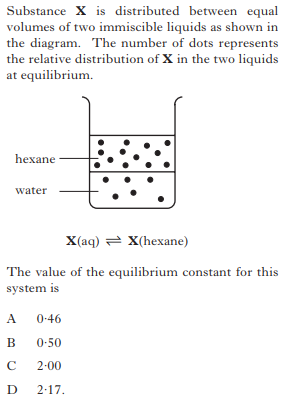 Substance X is distributed between equal
volumes of two immiscible liquids as shown in
the diagram. The number of dots represents
the relative distribution of X in the two liquids
at equilibrium.
hexane
water
X(aq) ⇌ X(hexane)
The value of the equilibrium constant for this
system is
A 0·46
B 0·50
C 2·00
D 2·17.